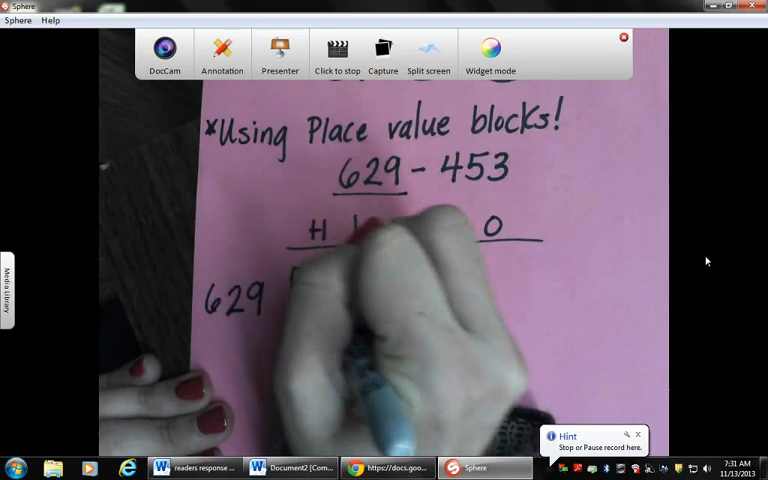 Sphere
Sphere Help
DocCam Annotation Presenter Click to stop Capture Split screen Widget mode
*Using Place value blocks!
629 - 453
H O
629
Media Library
Hint
Stop or Pause record here.
readers response ... Document2 [Com... https://docs.goo... Sphere
7:31 AM
11/13/2013